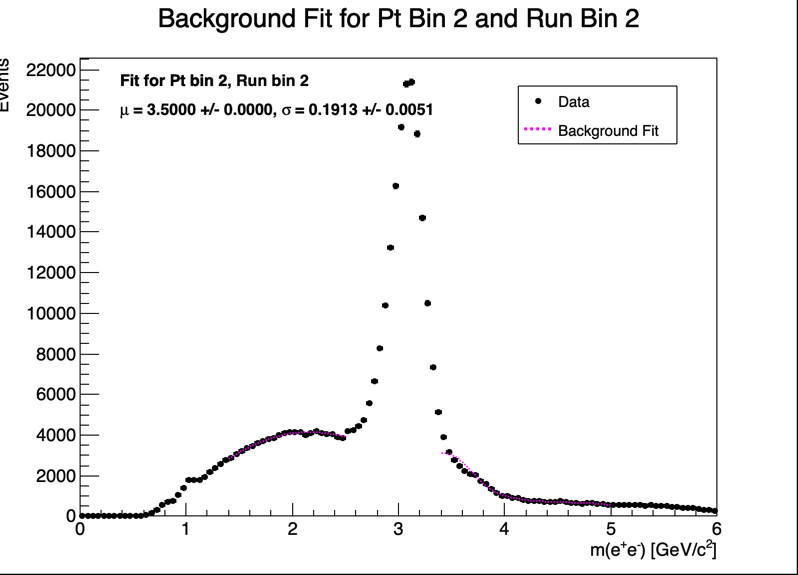 Background Fit for Pt Bin 2 and Run Bin 2
Events
22000
20000
18000
16000
14000
12000
10000
8000
6000
4000
2000
0
Fit for Pt bin 2, Run bin 2
μ = 3.5000 +/- 0.0000, σ = 0.1913 +/- 0.0051
Data
Background Fit
0 1 2 3 4 5 6
m(e⁺e⁻) [GeV/c²]